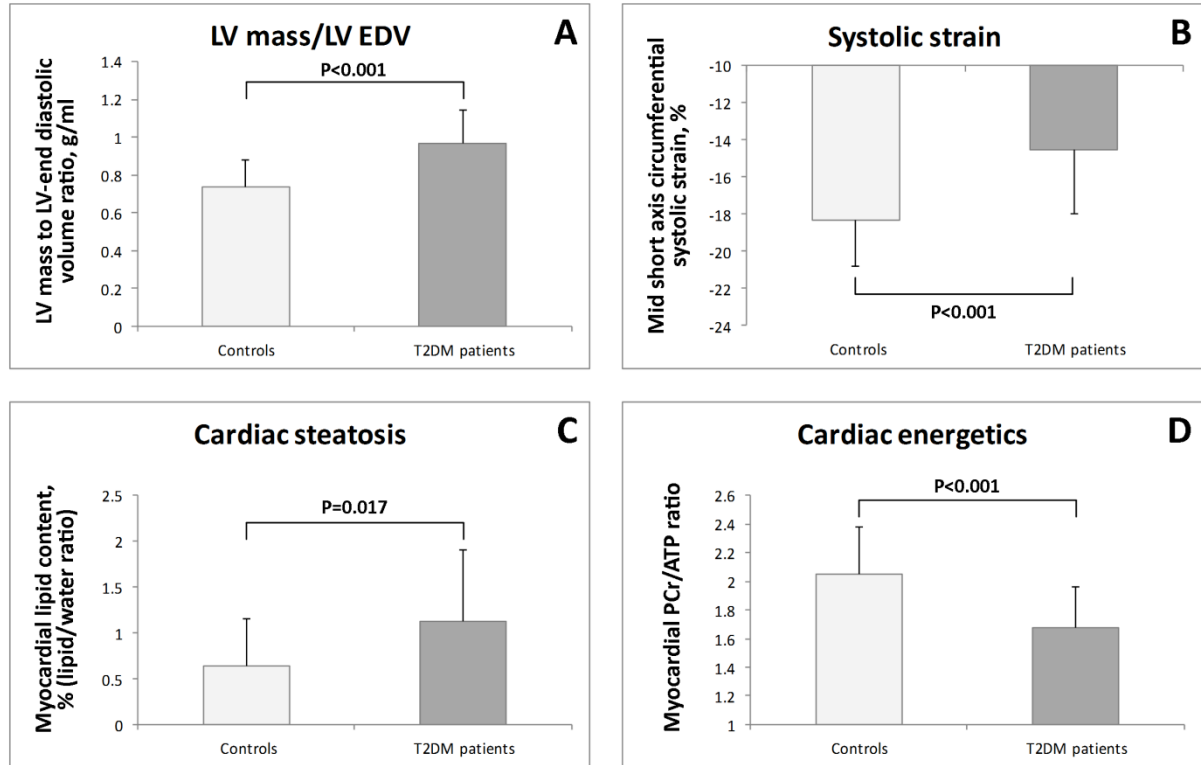 LV mass/LV EDV
A
LV mass to LV-end diastolic
volume ratio, g/ml
1.4
1.2
1
0.8
0.6
0.4
0.2
0
P<0.001
Controls
T2DM patients
Systolic strain
B
Mid short axis circumferential
systolic strain, %
-10
-12
-14
-16
-18
-20
-22
-24
P<0.001
Controls
T2DM patients
Cardiac steatosis
C
Myocardial lipid content,
% (lipid/water ratio)
2.5
2
1.5
1
0.5
0
P=0.017
Controls
T2DM patients
Cardiac energetics
D
Myocardial PCr/ATP ratio
2.6
2.4
2.2
2
1.8
1.6
1.4
1.2
1
P<0.001
Controls
T2DM patients